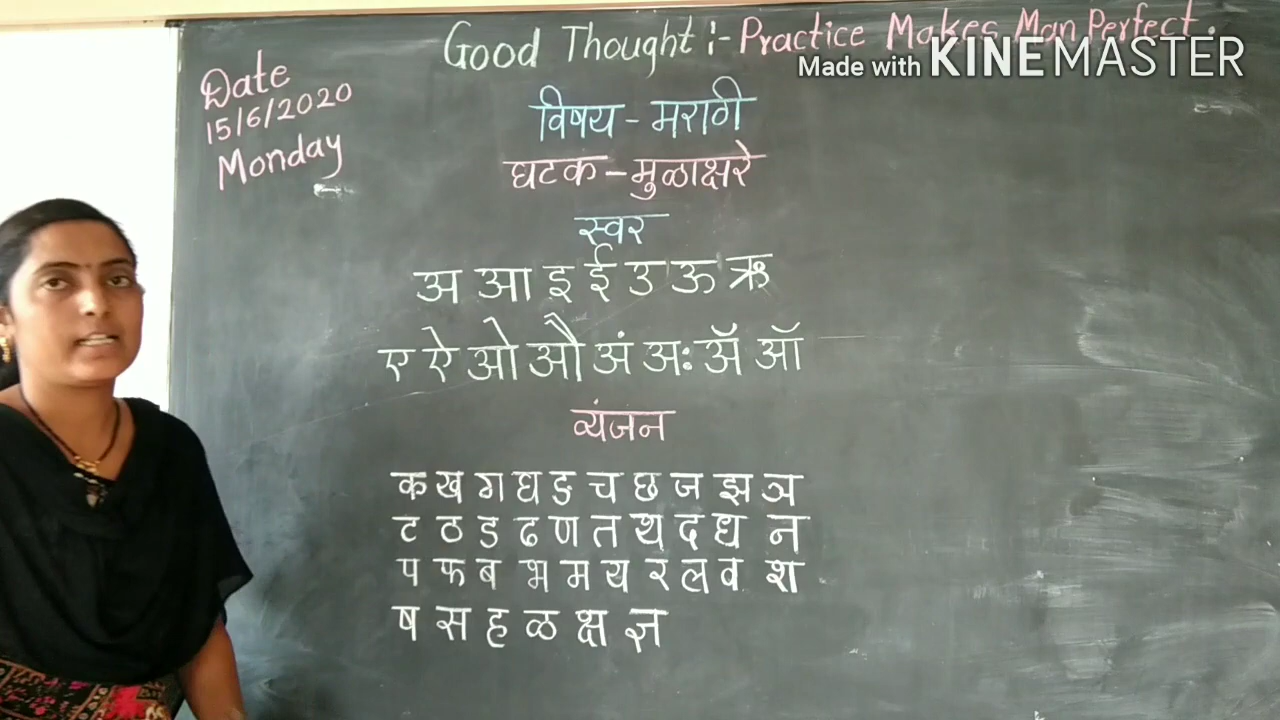 Good Thought :- Practice Makes Man Perfect.
Made with KINEMASTER
Date
15/6/2020
Monday
विषय - मराठी
घटक - मुळाक्षरे
स्वर
अ आ इ ई उ ऊ ऋ
ए ऐ ओ औ अं अः ॲ ऑ
व्यंजन
क ख ग घ ङ च छ ज झ ञ
ट ठ ड ढ ण त थ द ध न
प फ ब भ म य र ल व श
ष स ह ळ क्ष ज्ञ